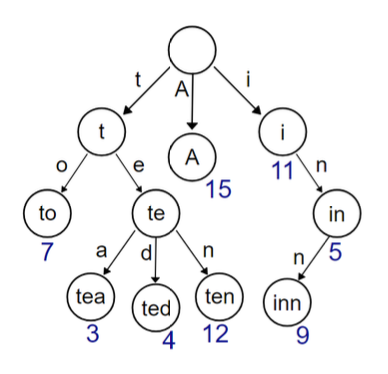 t A i
t A i
15 11
o e n
to te in
7 5
a d n n
tea ted ten inn
3 4 12 9